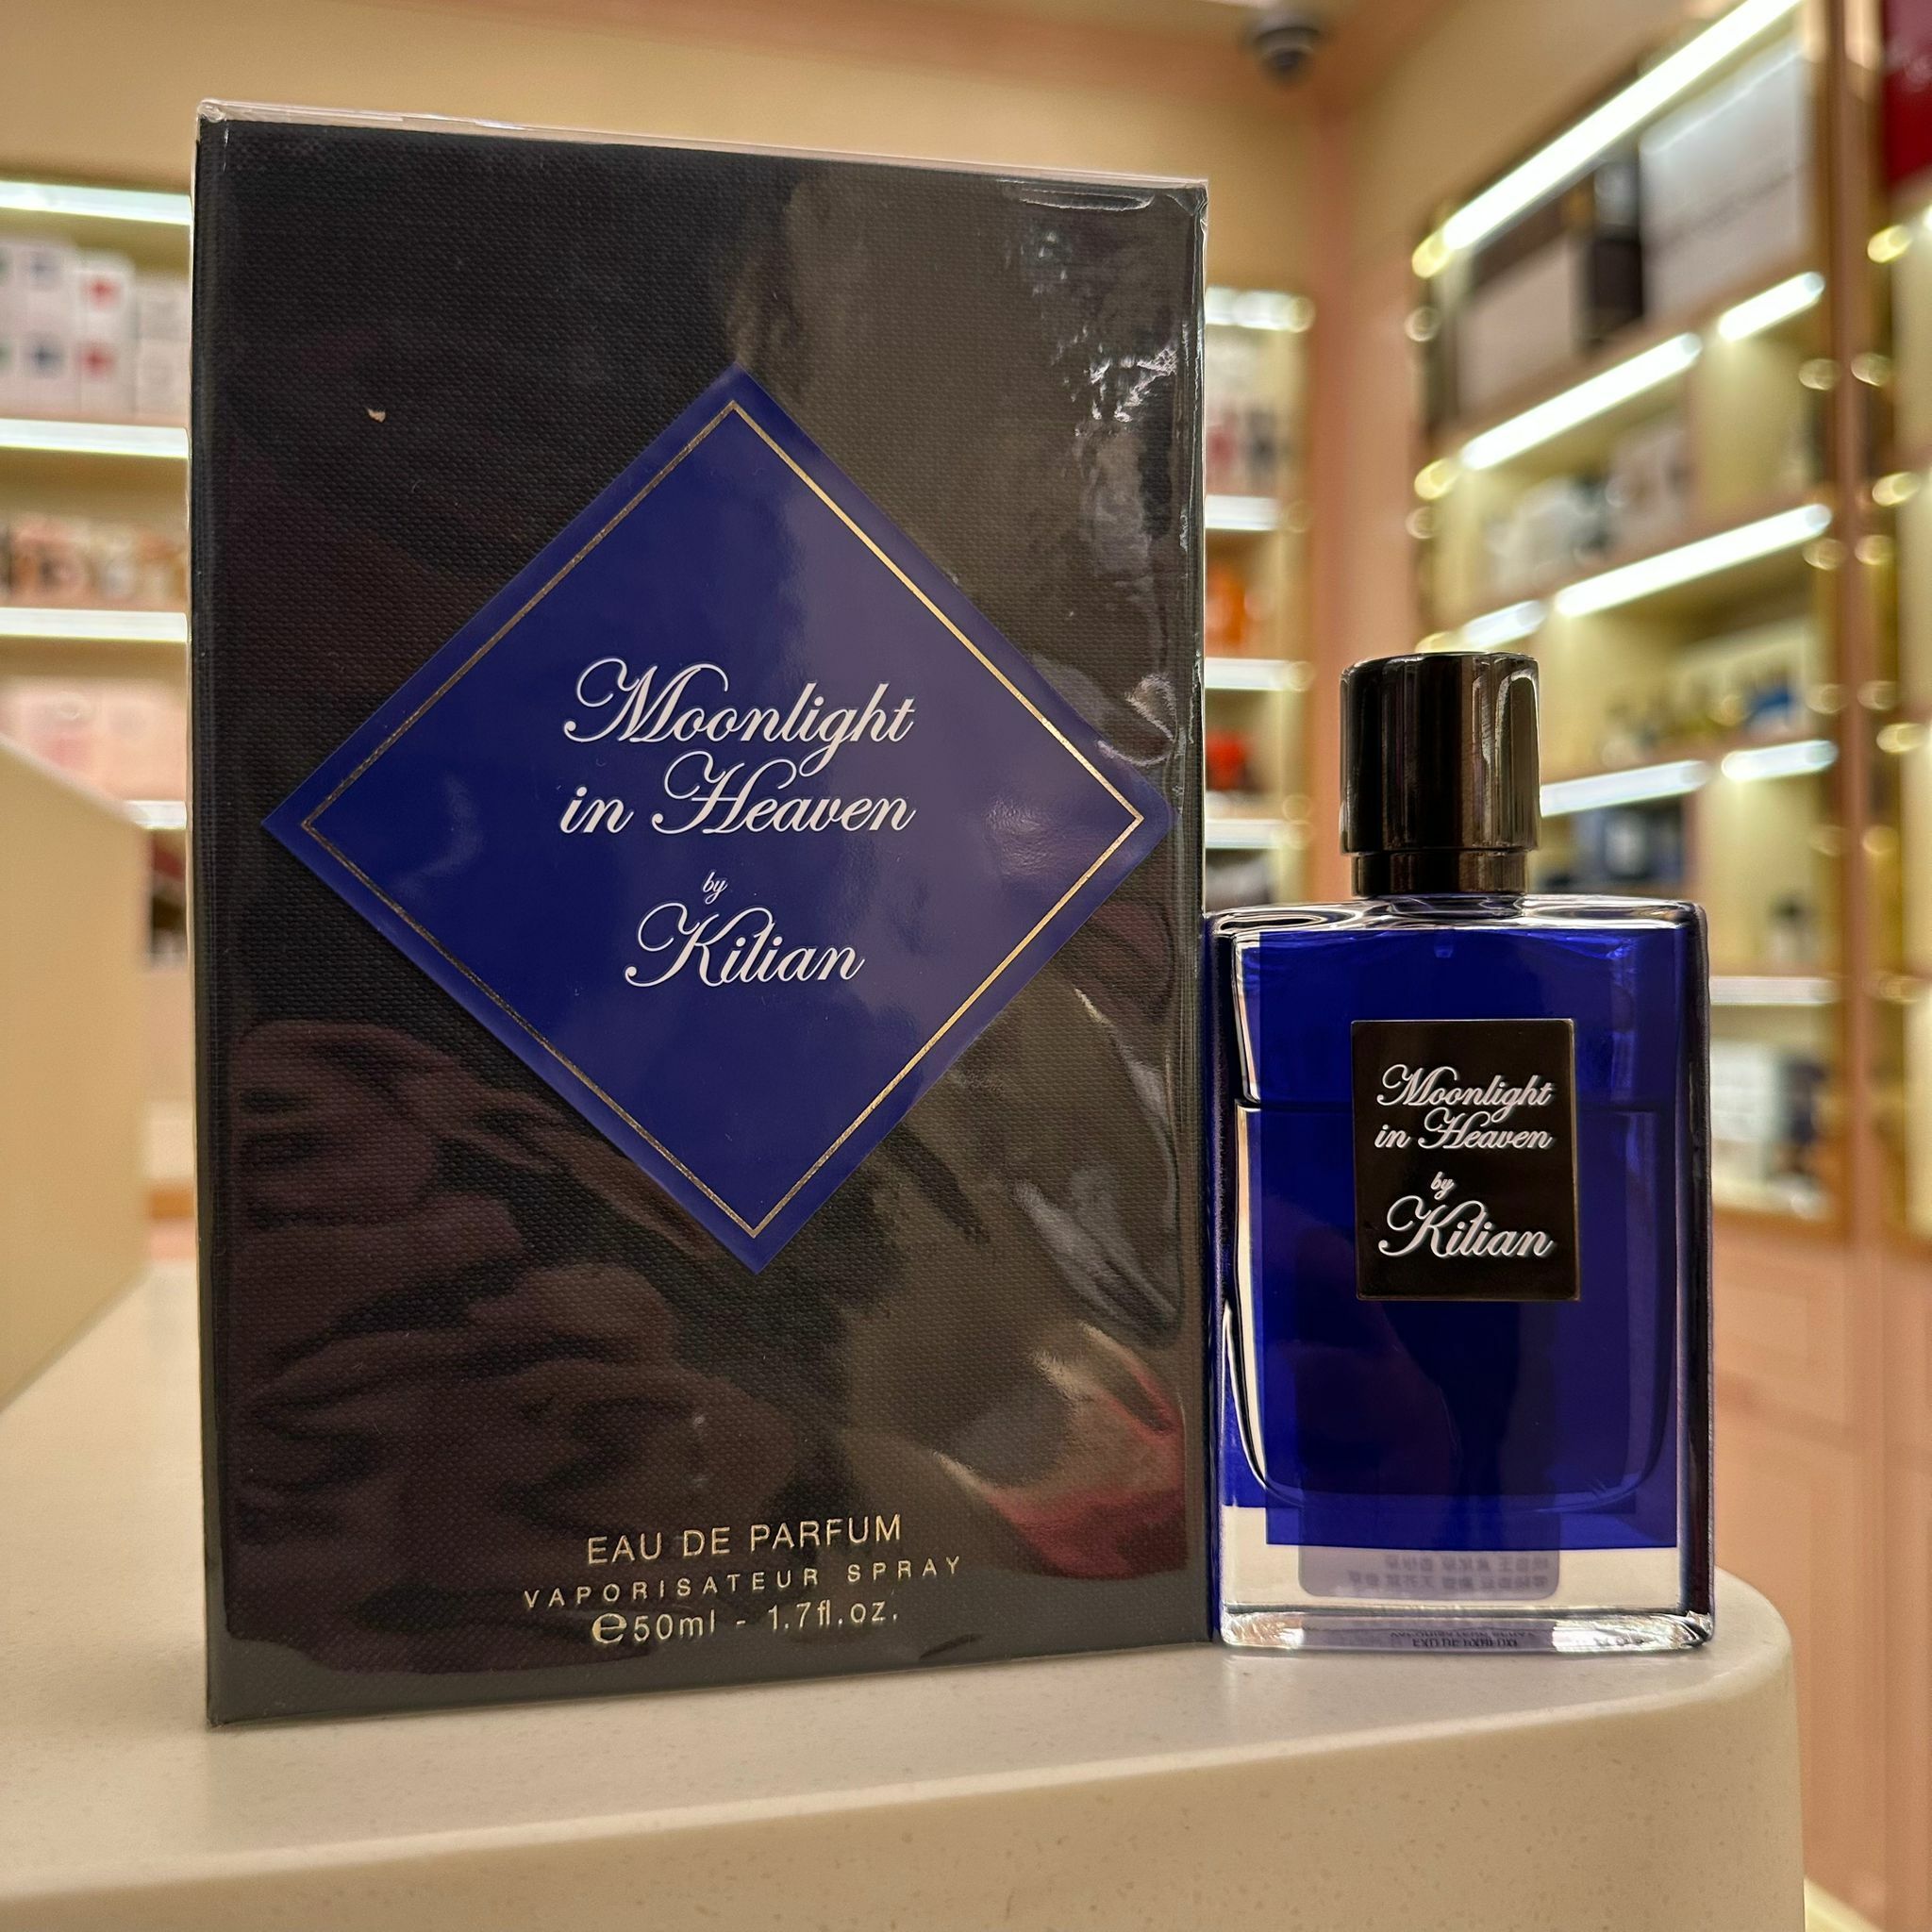 Moonlight
in Heaven
by
Kilian
EAU DE PARFUM
VAPORISATEUR SPRAY
℮50ml - 1.7fl.oz.
Moonlight
in Heaven
by
Kilian